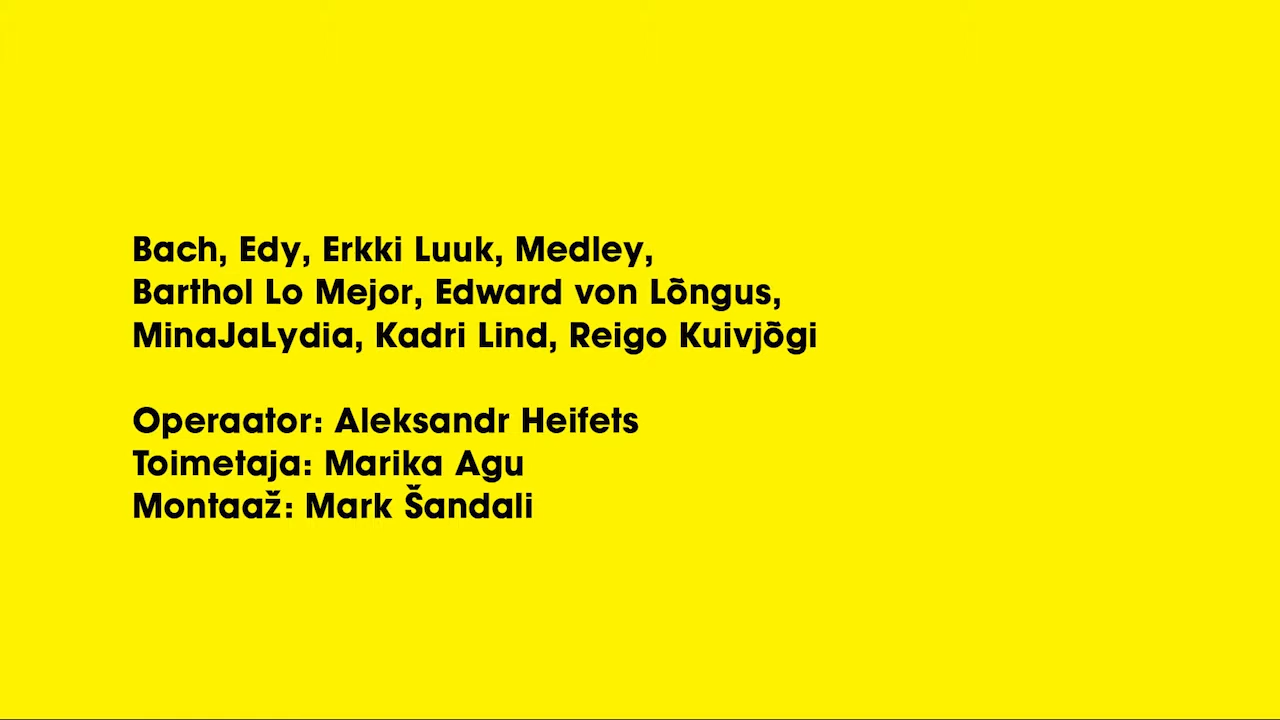 Bach, Edy, Erkki Luuk, Medley,
Barthol Lo Mejor, Edward von Lõngus,
MinaJaLydia, Kadri Lind, Reigo Kuivjõgi
Operaator: Aleksandr Heifets
Toimetaja: Marika Agu
Montaaž: Mark Šandali